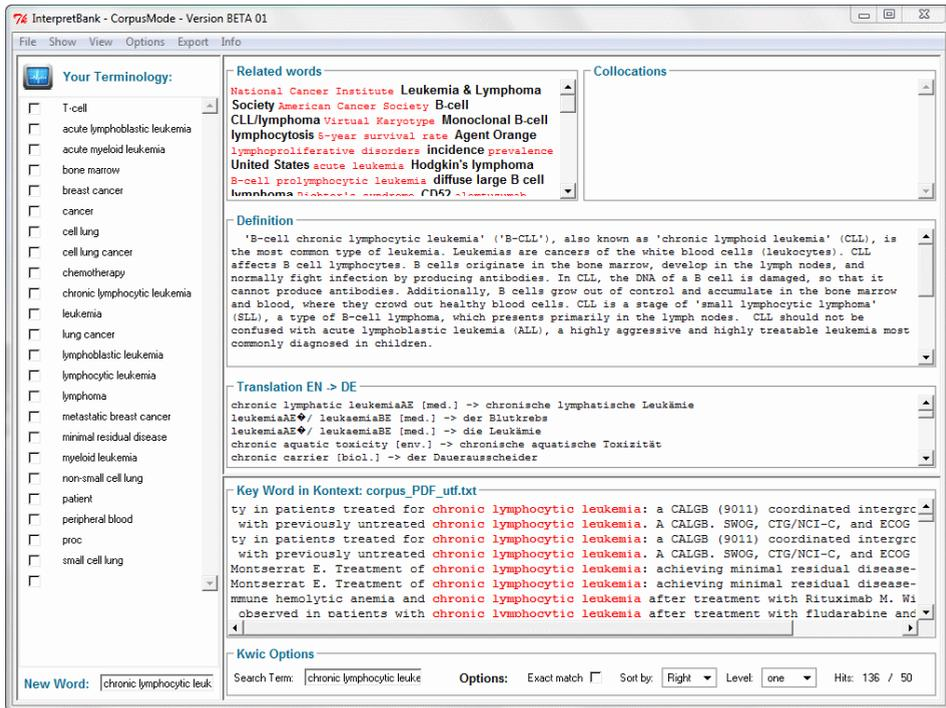 InterpretBank - CorpusMode - Version BETA 01
File Show View Options Export Info
Your Terminology:
T-cell
acute lymphoblastic leukemia
acute myeloid leukemia
bone marrow
breast cancer
cancer
cell lung
cell lung cancer
chemotherapy
chronic lymphocytic leukemia
leukemia
lung cancer
lymphoblastic leukemia
lymphocytic leukemia
lymphoma
metastatic breast cancer
minimal residual disease
myeloid leukemia
non-small cell lung
patient
peripheral blood
proc
small cell lung
New Word: chronic lymphocytic leuk
Related words
National Cancer Institute Leukemia & Lymphoma
Society American Cancer Society B-cell
CLL/lymphoma Virtual Karyotype Monoclonal B-cell
lymphocytosis 5-year survival rate Agent Orange
lymphoproliferative disorders incidence prevalence
United States acute leukemia Hodgkin's lymphoma
B-cell prolymphocytic leukemia diffuse large B cell
lymphoma Richter's syndrome CD52 alemtuzumab
Collocations
Definition
'B-cell chronic lymphocytic leukemia' ('B-CLL'), also known as 'chronic lymphoid leukemia' (CLL), is
the most common type of leukemia. Leukemias are cancers of the white blood cells (leukocytes). CLL
affects B cell lymphocytes. B cells originate in the bone marrow, develop in the lymph nodes, and
normally fight infection by producing antibodies. In CLL, the DNA of a B cell is damaged, so that it
cannot produce antibodies. Additionally, B cells grow out of control and accumulate in the bone marrow
and blood, where they crowd out healthy blood cells. CLL is a stage of 'small lymphocytic lymphoma'
(SLL), a type of B-cell lymphoma, which presents primarily in the lymph nodes. CLL should not be
confused with acute lymphoblastic leukemia (ALL), a highly aggressive and highly treatable leukemia most
commonly diagnosed in children.
Translation EN -> DE
chronic lymphatic leukemiaAE [med.] -> chronische lymphatische Leukämie
leukemiaAE�/ leukaemiaBE [med.] -> der Blutkrebs
leukemiaAE�/ leukaemiaBE [med.] -> die Leukämie
chronic aquatic toxicity [env.] -> chronische aquatische Toxizität
chronic carrier [biol.] -> der Dauerausscheider
Key Word in Kontext: corpus_PDF_utf.txt
ty in patients treated for chronic lymphocytic leukemia: a CALGB (9011) coordinated intergrc
with previously untreated chronic lymphocytic leukemia. A CALGB. SWOG, CTG/NCI-C, and ECOG
ty in patients treated for chronic lymphocytic leukemia: a CALGB (9011) coordinated intergrc
with previously untreated chronic lymphocytic leukemia. A CALGB. SWOG, CTG/NCI-C, and ECOG
Montserrat E. Treatment of chronic lymphocytic leukemia: achieving minimal residual disease-
Montserrat E. Treatment of chronic lymphocytic leukemia: achieving minimal residual disease-
mmune hemolytic anemia and chronic lymphocytic leukemia after treatment with Rituximab M. Wi
observed in patients with chronic lymphocytic leukemia after treatment with fludarabine and
Kwic Options
Search Term: chronic lymphocytic leuke Options: Exact match Sort by: Right Level: one Hits: 136 / 50